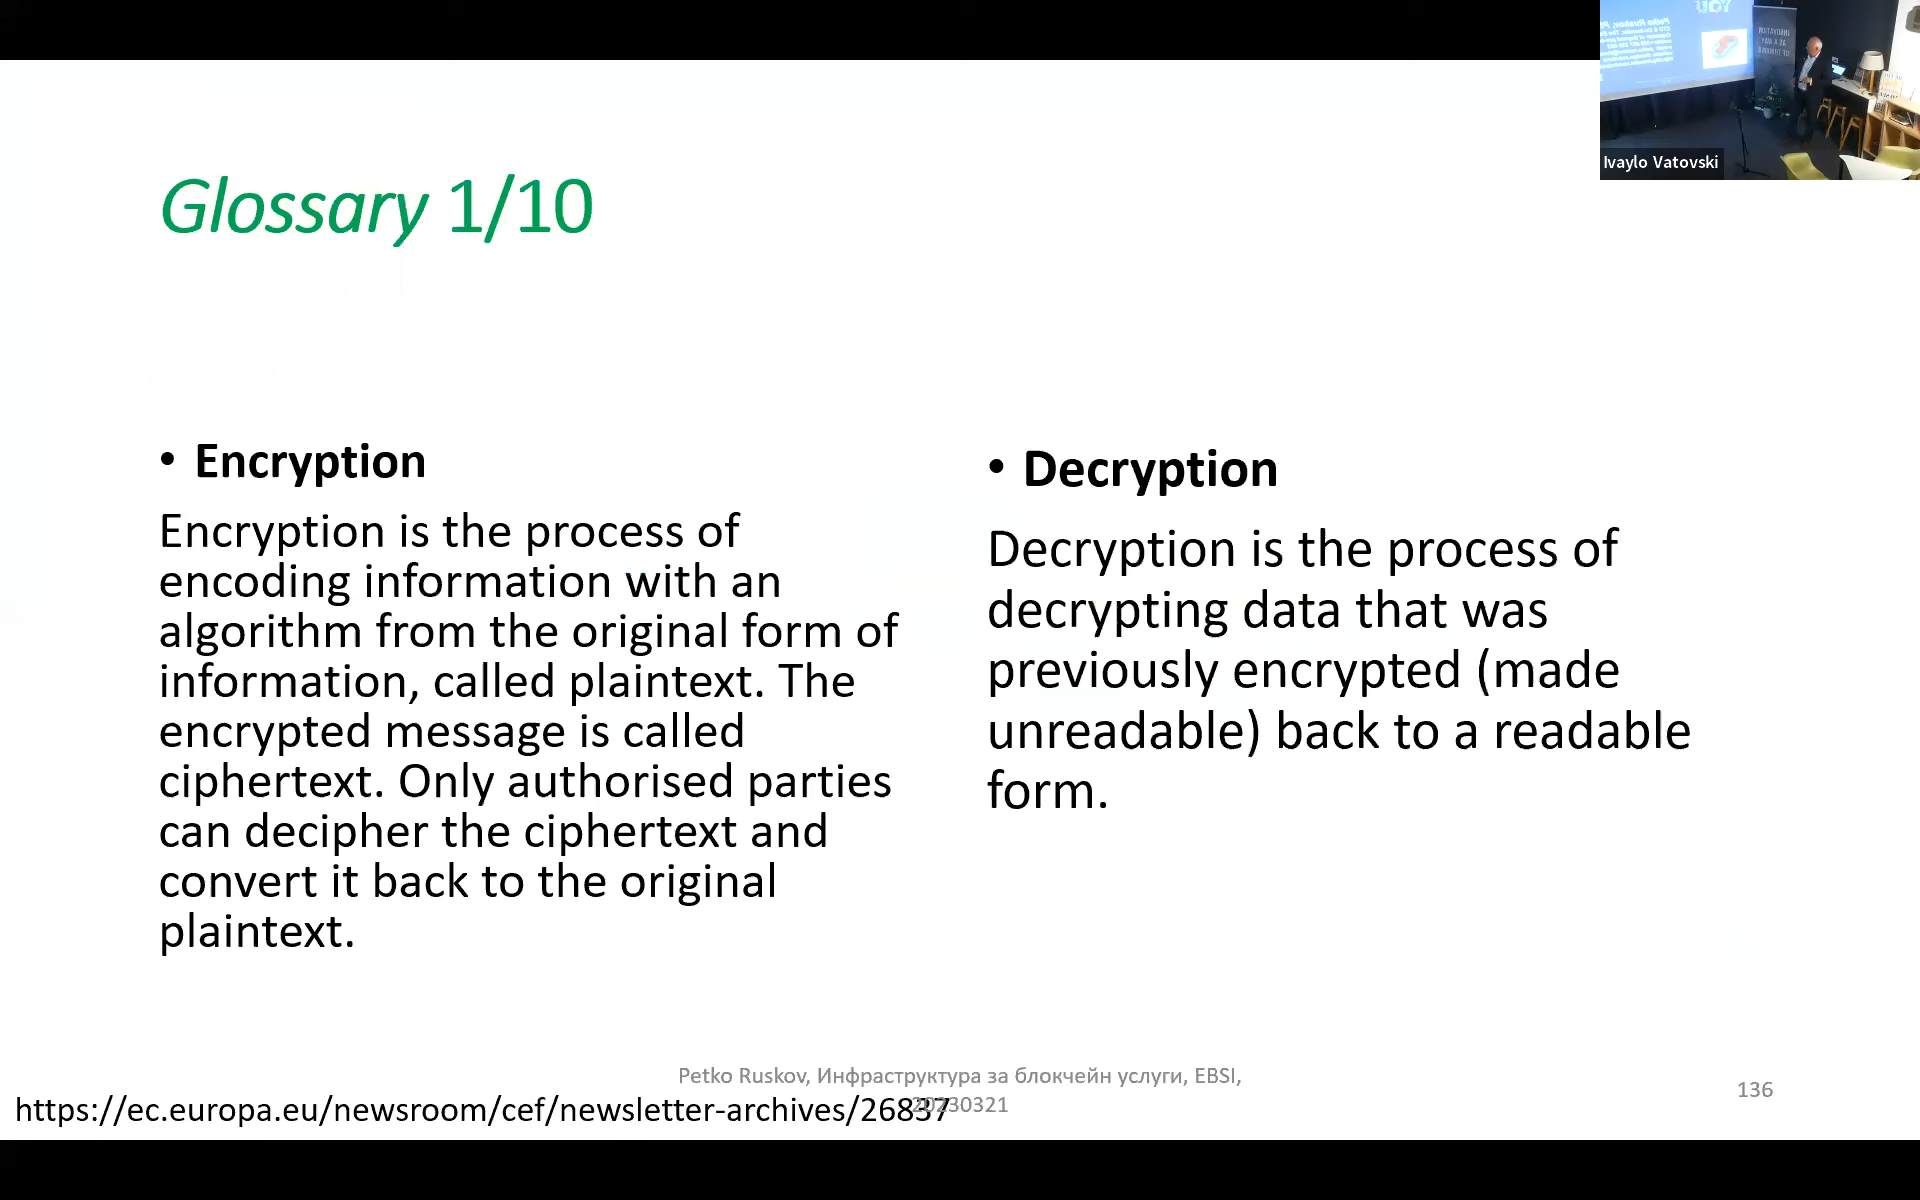 Ivaylo Vatovski
Glossary 1/10
• Encryption
Encryption is the process of
encoding information with an
algorithm from the original form of
information, called plaintext. The
encrypted message is called
ciphertext. Only authorised parties
can decipher the ciphertext and
convert it back to the original
plaintext.
• Decryption
Decryption is the process of
decrypting data that was
previously encrypted (made
unreadable) back to a readable
form.
Petko Ruskov, Инфраструктура за блокчейн услуги, EBSI,
20230321
136
https://ec.europa.eu/newsroom/cef/newsletter-archives/26837